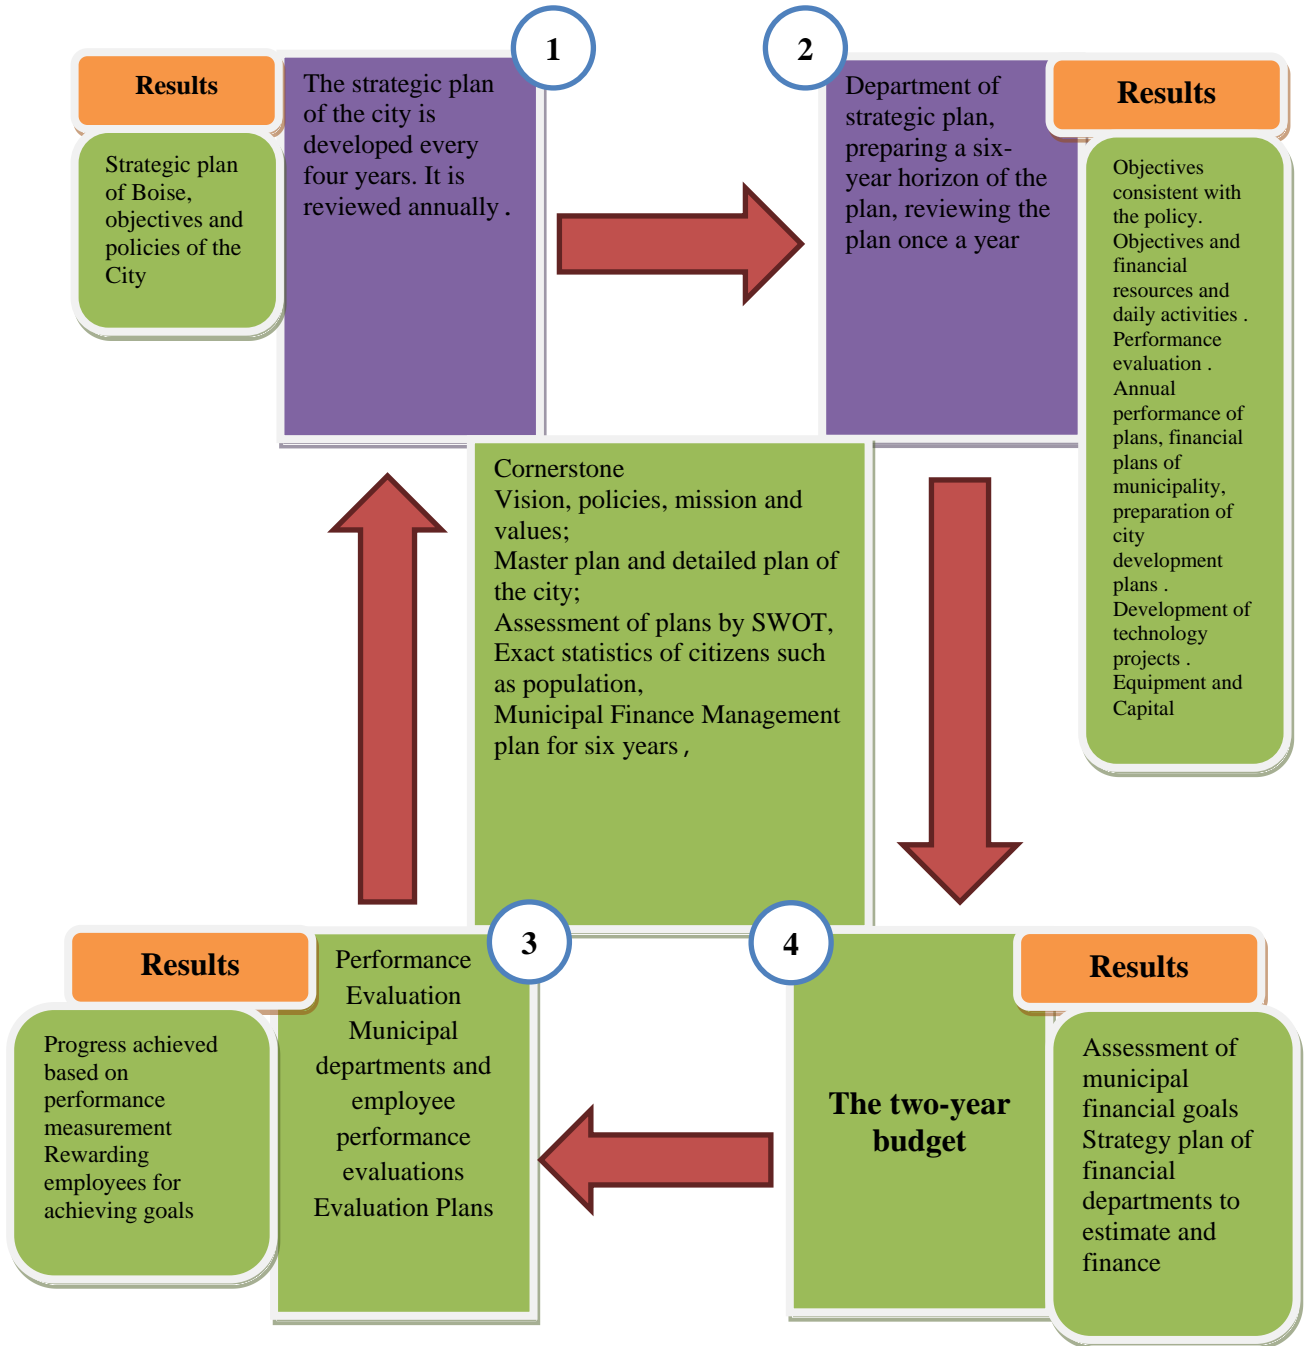 1
Results
Strategic plan
of Boise,
objectives and
policies of the
City
The strategic plan
of the city is
developed every
four years. It is
reviewed annually .
2
Department of
strategic plan,
preparing a six-
year horizon of the
plan, reviewing the
plan once a year
Results
Objectives
consistent with
the policy.
Objectives and
financial
resources and
daily activities .
Performance
evaluation .
Annual
performance of
plans, financial
plans of
municipality,
preparation of
city
development
plans .
Development of
technology
projects .
Equipment and
Capital
Cornerstone
Vision, policies, mission and
values;
Master plan and detailed plan of
the city;
Assessment of plans by SWOT,
Exact statistics of citizens such
as population,
Municipal Finance Management
plan for six years ,
3
Results
Progress achieved
based on
performance
measurement
Rewarding
employees for
achieving goals
Performance
Evaluation
Municipal
departments and
employee
performance
evaluations
Evaluation Plans
4
The two-year
budget
Results
Assessment of
municipal
financial goals
Strategy plan of
financial
departments to
estimate and
finance